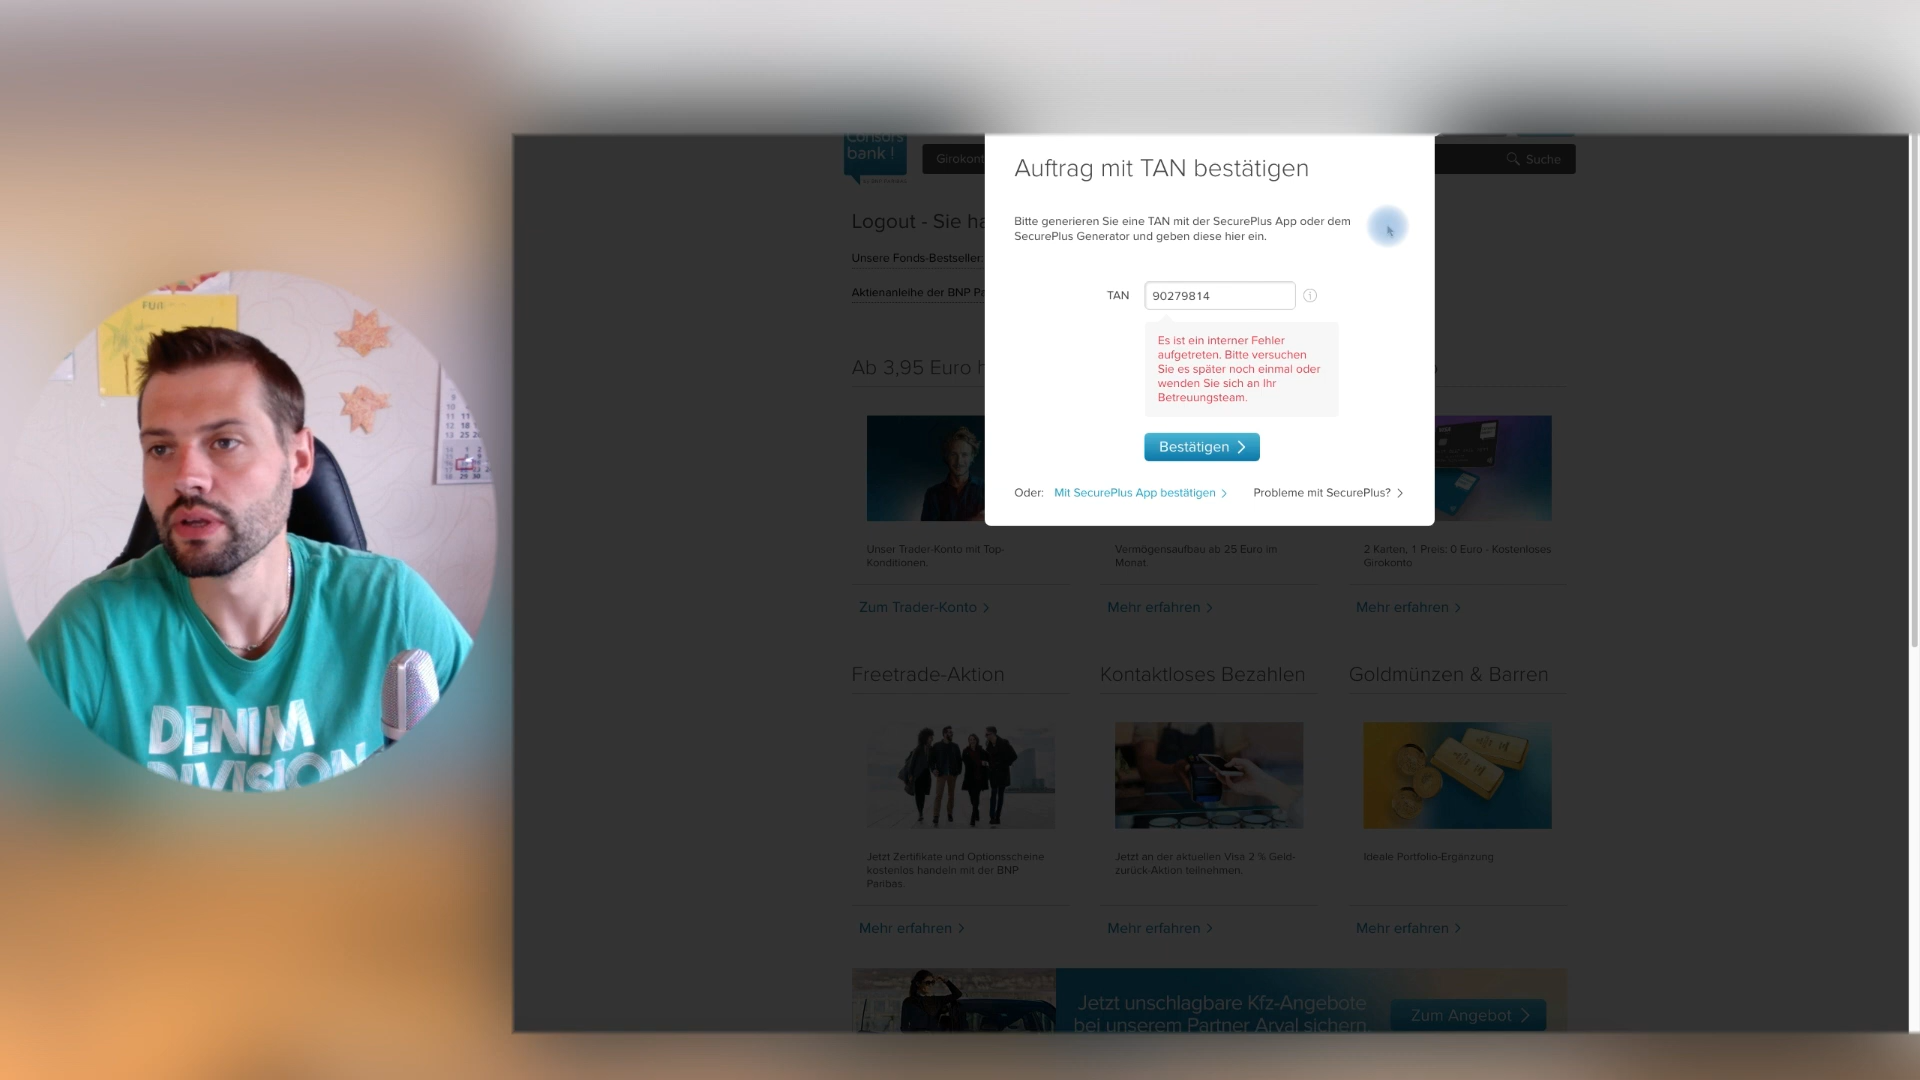 Consors
bank !
Girokont
Suche
Auftrag mit TAN bestätigen
Bitte generieren Sie eine TAN mit der SecurePlus App oder dem
SecurePlus Generator und geben diese hier ein.
TAN
90279814
Es ist ein interner Fehler
aufgetreten. Bitte versuchen
Sie es später noch einmal oder
wenden Sie sich an Ihr
Betreuungsteam.
Bestätigen
Oder: Mit SecurePlus App bestätigen
Probleme mit SecurePlus?
Logout - Sie ha
Unsere Fonds-Bestseller:
Aktienanleihe der BNP Pa
Ab 3,95 Euro h
Unser Trader-Konto mit Top-
Konditionen.
Zum Trader-Konto
Vermögensaufbau ab 25 Euro im
Monat.
Mehr erfahren
2 Karten, 1 Preis: 0 Euro - Kostenloses
Girokonto
Mehr erfahren
Freetrade-Aktion
Jetzt Zertifikate und Optionsscheine
kostenlos handeln mit der BNP
Paribas.
Mehr erfahren
Kontaktloses Bezahlen
Jetzt an der aktuellen Visa 2 % Geld-
zurück-Aktion teilnehmen.
Mehr erfahren
Goldmünzen & Barren
Ideale Portfolio-Ergänzung
Mehr erfahren
Jetzt unschlagbare Kfz-Angebote
bei unserem Partner Arval sichern.
Zum Angebot
DENIM
DIVISION